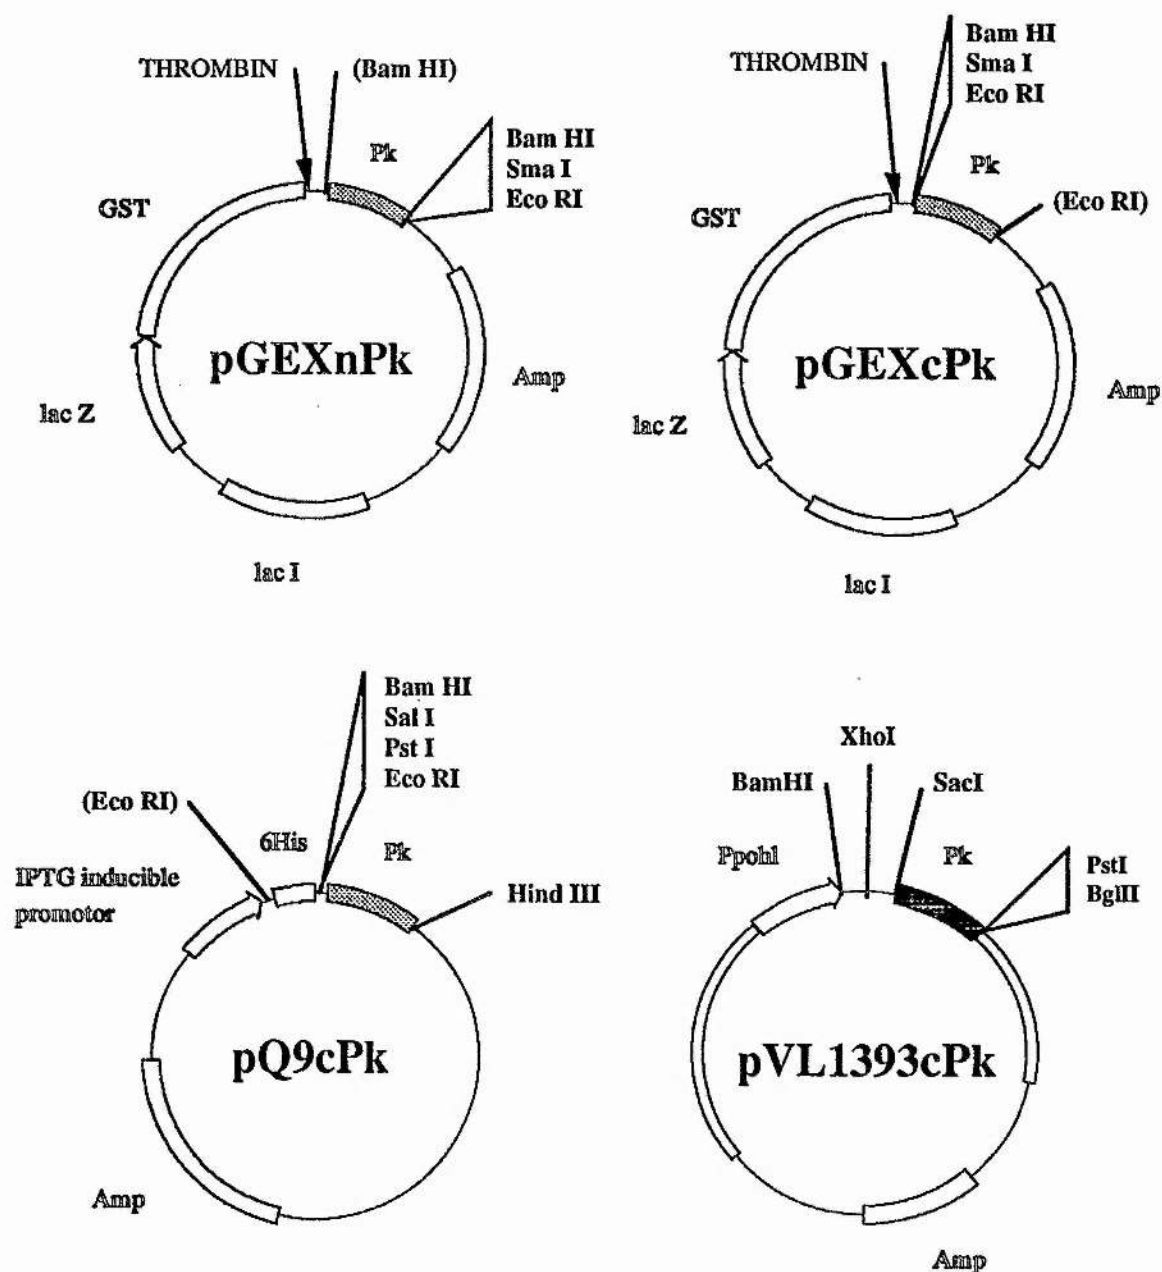 THROMBIN
(Bam HI)
Pk
Bam HI
Sma I
Eco RI
GST
pGEXnPk
Amp
lac Z
lac I
THROMBIN
Bam HI
Sma I
Eco RI
Pk
(Eco RI)
GST
pGEXcPk
Amp
lac Z
lac I
Bam HI
Sal I
Pst I
Eco RI
(Eco RI)
6His
Pk
IPTG inducible
promotor
Hind III
pQ9cPk
Amp
XhoI
BamHI
SacI
Ppohl
Pk
PstI
BglII
pVL1393cPk
Amp